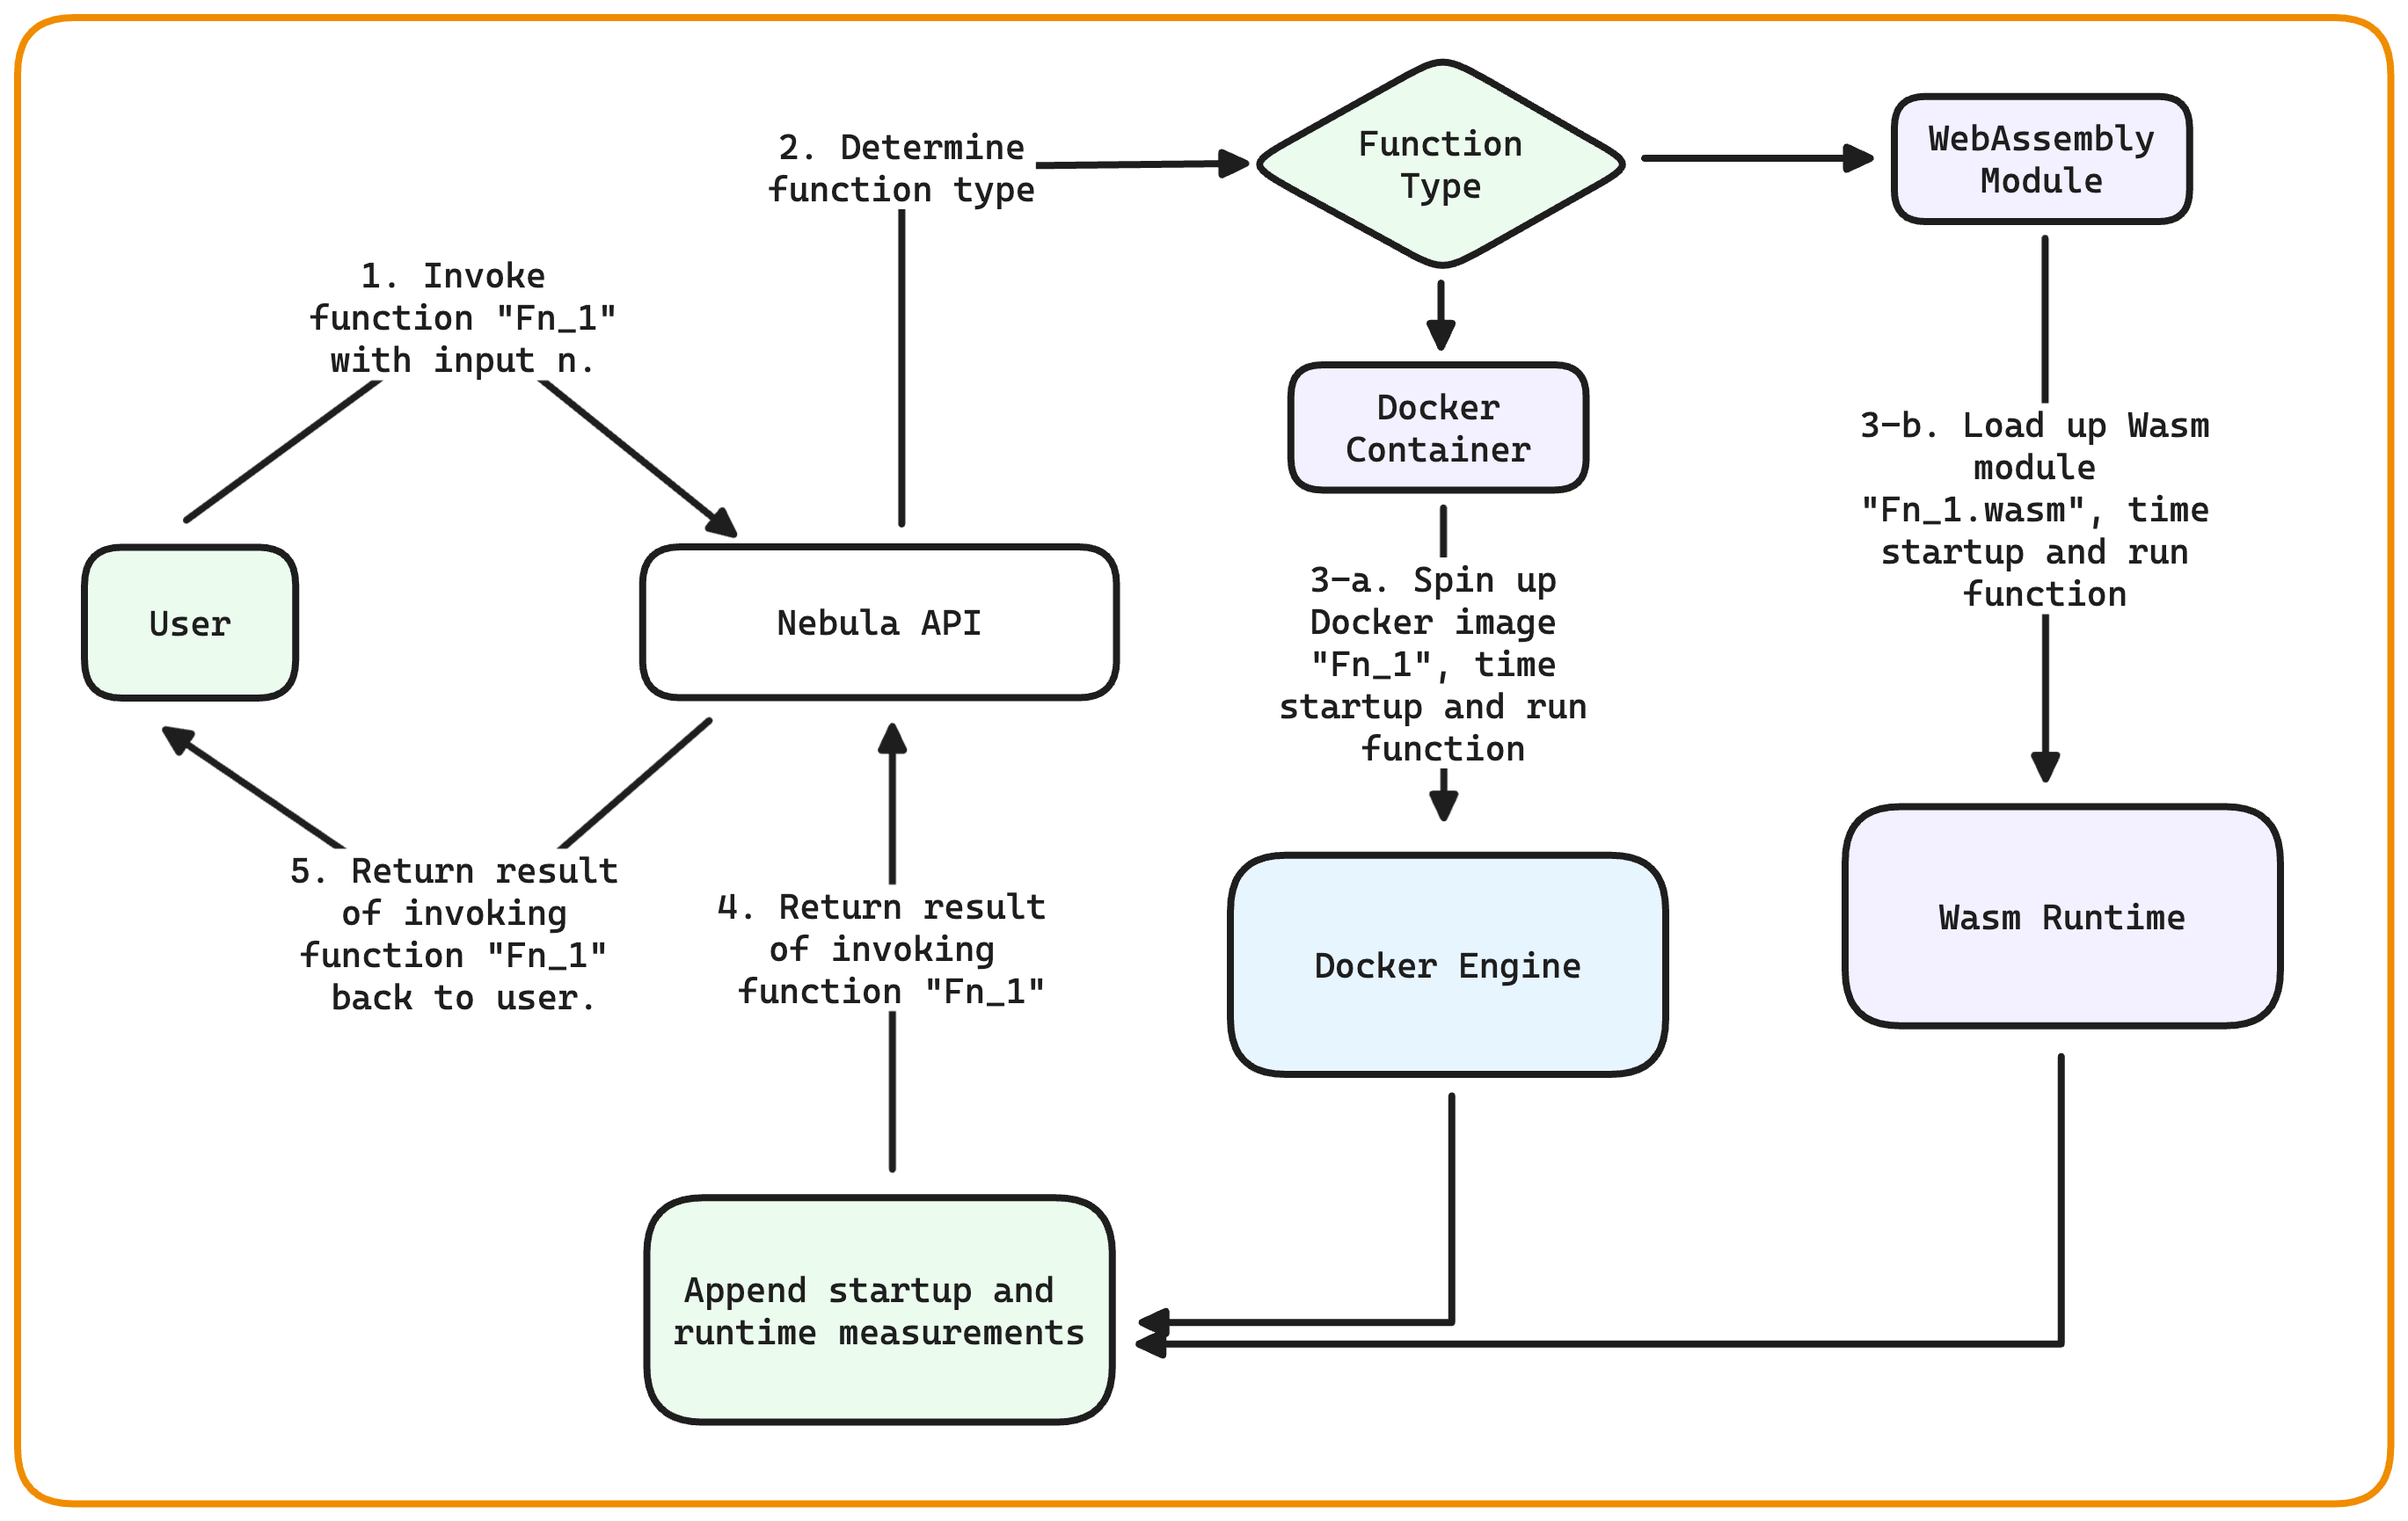 2. Determine
function type
Function
Type
WebAssembly
Module
1. Invoke
function "Fn_1"
with input n.
Docker
Container
3-b. Load up Wasm
module
"Fn_1.wasm", time
startup and run
function
User
Nebula API
3-a. Spin up
Docker image
"Fn_1", time
startup and run
function
5. Return result
of invoking
function "Fn_1"
back to user.
4. Return result
of invoking
function "Fn_1"
Docker Engine
Wasm Runtime
Append startup and
runtime measurements